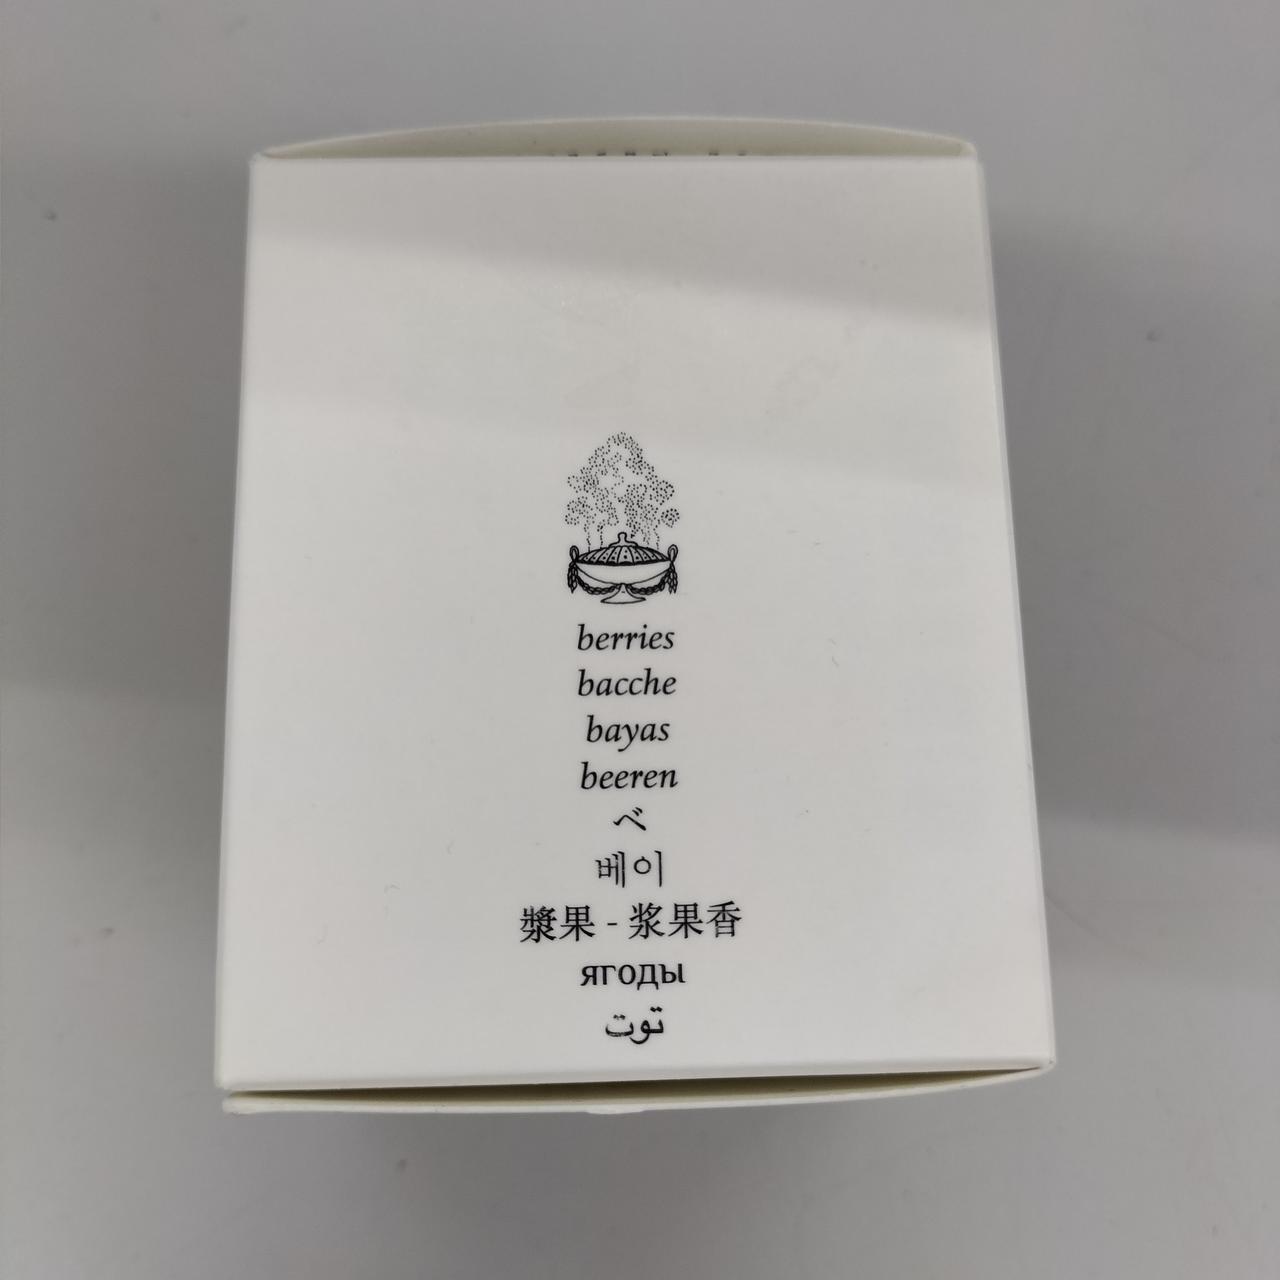 berries
bacche
bayas
beeren
ベ
베이
漿果 - 浆果香
ягоды
توت